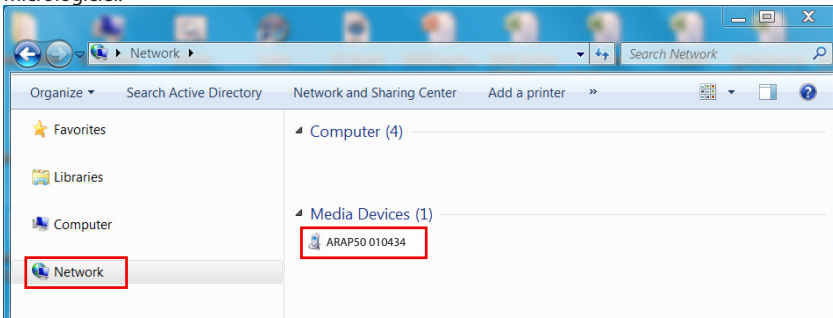 Network
Search Network
Organize
Search Active Directory
Network and Sharing Center
Add a printer
»
Favorites
Computer (4)
Libraries
Media Devices (1)
Computer
ARAP50 010434
Network